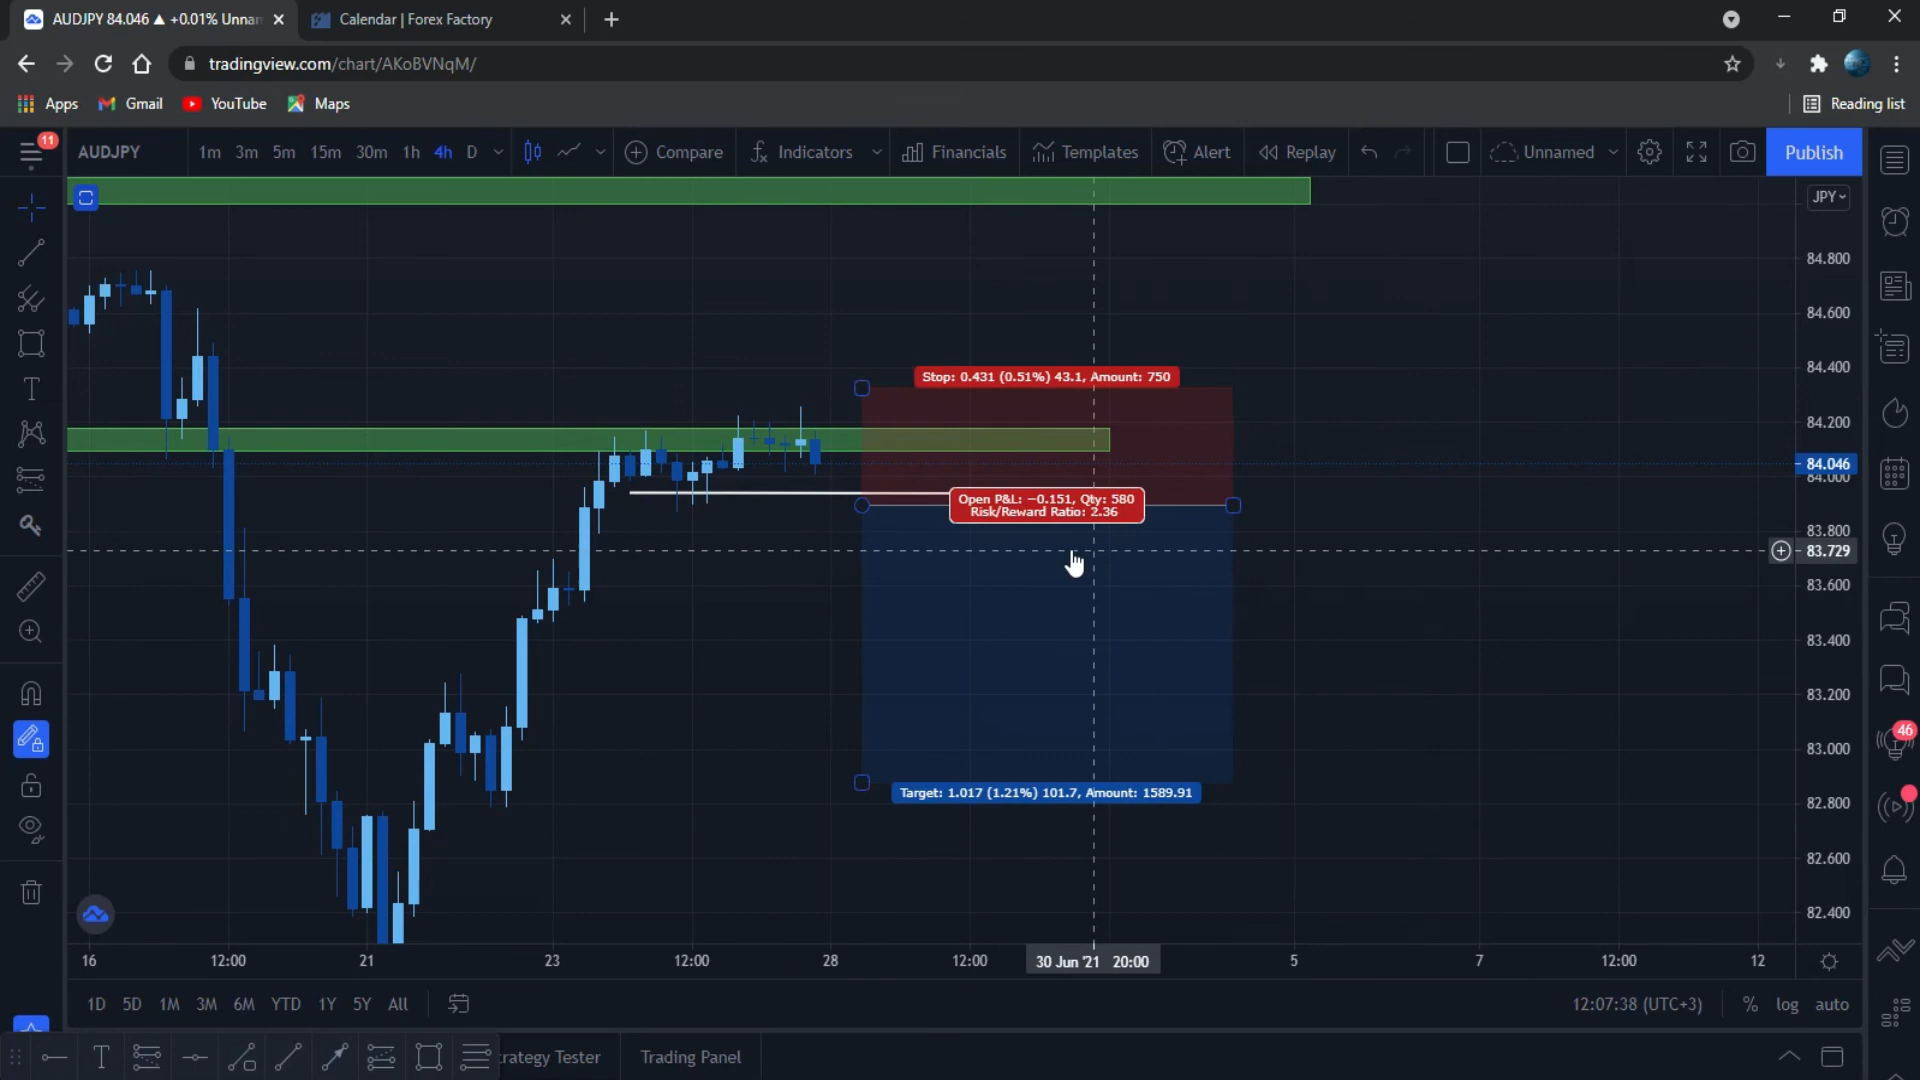 AUDJPY 84.046 ▲ +0.01% Unnan
Calendar | Forex Factory
tradingview.com/chart/AKoBVNqM/
Apps
Gmail
YouTube
Maps
Reading list
11
AUDJPY
1m 3m 5m 15m 30m 1h 4h D
Compare
Indicators
Financials
Templates
Alert
Replay
Unnamed
Publish
JPY
84.800
84.600
84.400
84.200
84.046
84.000
83.800
83.729
83.600
83.400
83.200
83.000
82.800
82.600
82.400
Stop: 0.431 (0.51%) 43.1, Amount: 750
Open P&L: −0.151, Qty: 580
Risk/Reward Ratio: 2.36
Target: 1.017 (1.21%) 101.7, Amount: 1589.91
46
16 12:00 21 23 12:00 28 12:00 30 Jun '21 20:00 5 7 12:00 12
1D 5D 1M 3M 6M YTD 1Y 5Y All
12:07:38 (UTC+3)
% log auto
trategy Tester
Trading Panel